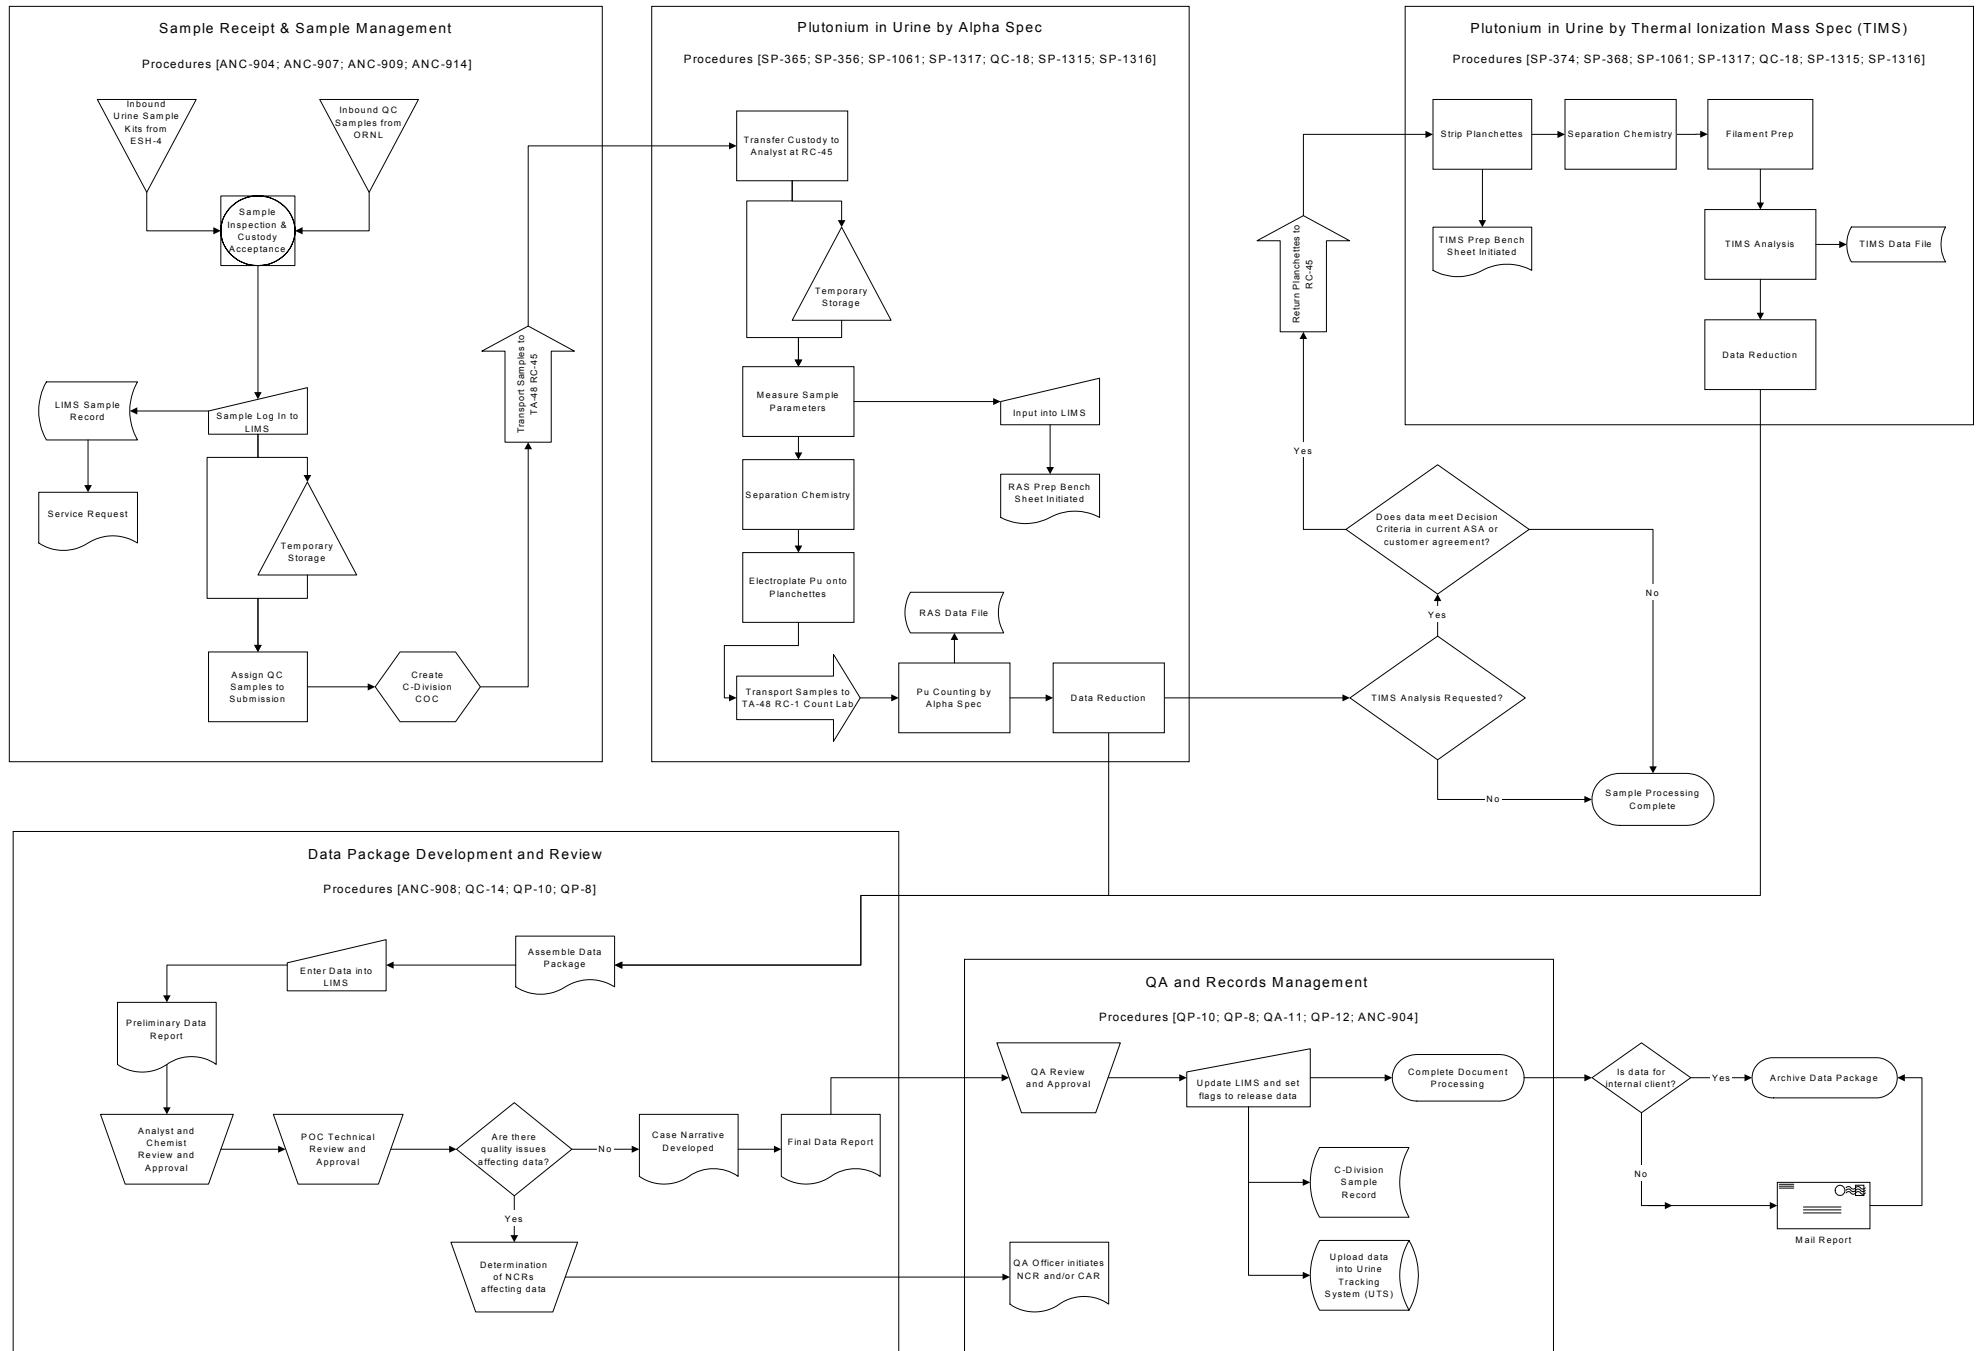 Sample Receipt & Sample Management
Procedures [ANC-904; ANC-907; ANC-909; ANC-914]
Inbound
Urine Sample
Kits from
ESH-4
Inbound QC
Samples from
ORNL
Sample
Inspection &
Custody
Acceptance
LIMS Sample
Record
Sample Log In to
LIMS
Service Request
Temporary
Storage
Assign QC
Samples to
Submission
Create
C-Division
COC
Transport Samples to
TA-48 RC-45
Plutonium in Urine by Alpha Spec
Procedures [SP-365; SP-356; SP-1061; SP-1317; QC-18; SP-1315; SP-1316]
Transfer Custody to
Analyst at RC-45
Temporary
Storage
Measure Sample
Parameters
Input into LIMS
RAS Prep Bench
Sheet Initiated
Separation Chemistry
Electroplate Pu onto
Planchettes
RAS Data File
Transport Samples to
TA-48 RC-1 Count Lab
Pu Counting by
Alpha Spec
Data Reduction
Plutonium in Urine by Thermal Ionization Mass Spec (TIMS)
Procedures [SP-374; SP-368; SP-1061; SP-1317; QC-18; SP-1315; SP-1316]
Strip Planchettes
Separation Chemistry
Filament Prep
TIMS Prep Bench
Sheet Initiated
TIMS Analysis
TIMS Data File
Data Reduction
Return Planchettes to
RC-45
Yes
Does data meet Decision
Criteria in current ASA or
customer agreement?
No
Yes
TIMS Analysis Requested?
No
Sample Processing
Complete
Data Package Development and Review
Procedures [ANC-908; QC-14; QP-10; QP-8]
Assemble Data
Package
Enter Data into
LIMS
Preliminary Data
Report
Analyst and
Chemist
Review and
Approval
POC Technical
Review and
Approval
Are there
quality issues
affecting data?
No
Case Narrative
Developed
Final Data Report
Yes
Determination
of NCRs
affecting data
QA and Records Management
Procedures [QP-10; QP-8; QA-11; QP-12; ANC-904]
QA Review
and Approval
Update LIMS and set
flags to release data
Complete Document
Processing
C-Division
Sample
Record
QA Officer initiates
NCR and/or CAR
Upload data
into Urine
Tracking
System (UTS)
Is data for
internal client?
Yes
Archive Data Package
No
Mail Report